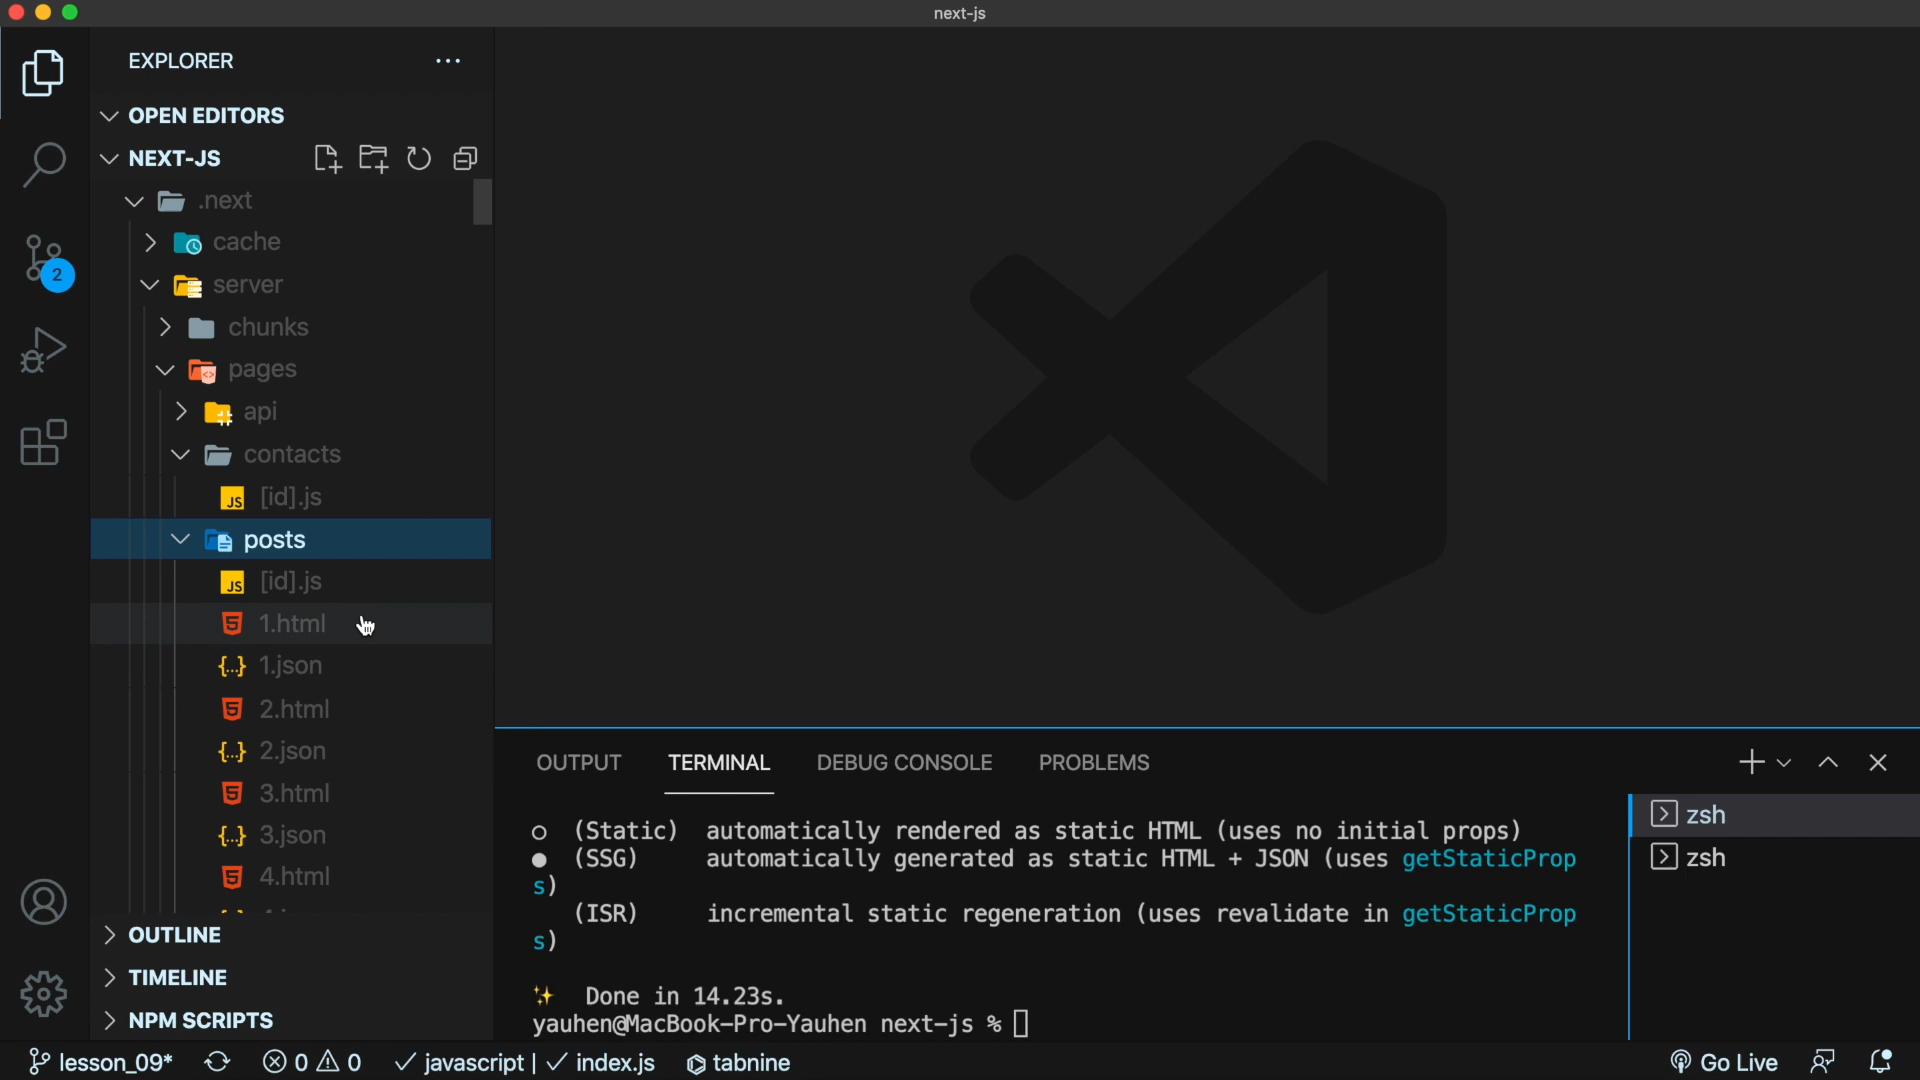 next-js
EXPLORER
OPEN EDITORS
NEXT-JS
.next
cache
server
chunks
pages
api
contacts
[id].js
posts
[id].js
1.html
1.json
2.html
2.json
3.html
3.json
4.html
OUTLINE
TIMELINE
NPM SCRIPTS
OUTPUT TERMINAL DEBUG CONSOLE PROBLEMS
(Static) automatically rendered as static HTML (uses no initial props)
(SSG) automatically generated as static HTML + JSON (uses getStaticProp
s)
(ISR) incremental static regeneration (uses revalidate in getStaticProp
s)
✨ Done in 14.23s.
yauhen@MacBook-Pro-Yauhen next-js %
zsh
zsh
2
lesson_09* 0 0 javascript | index.js tabnine Go Live